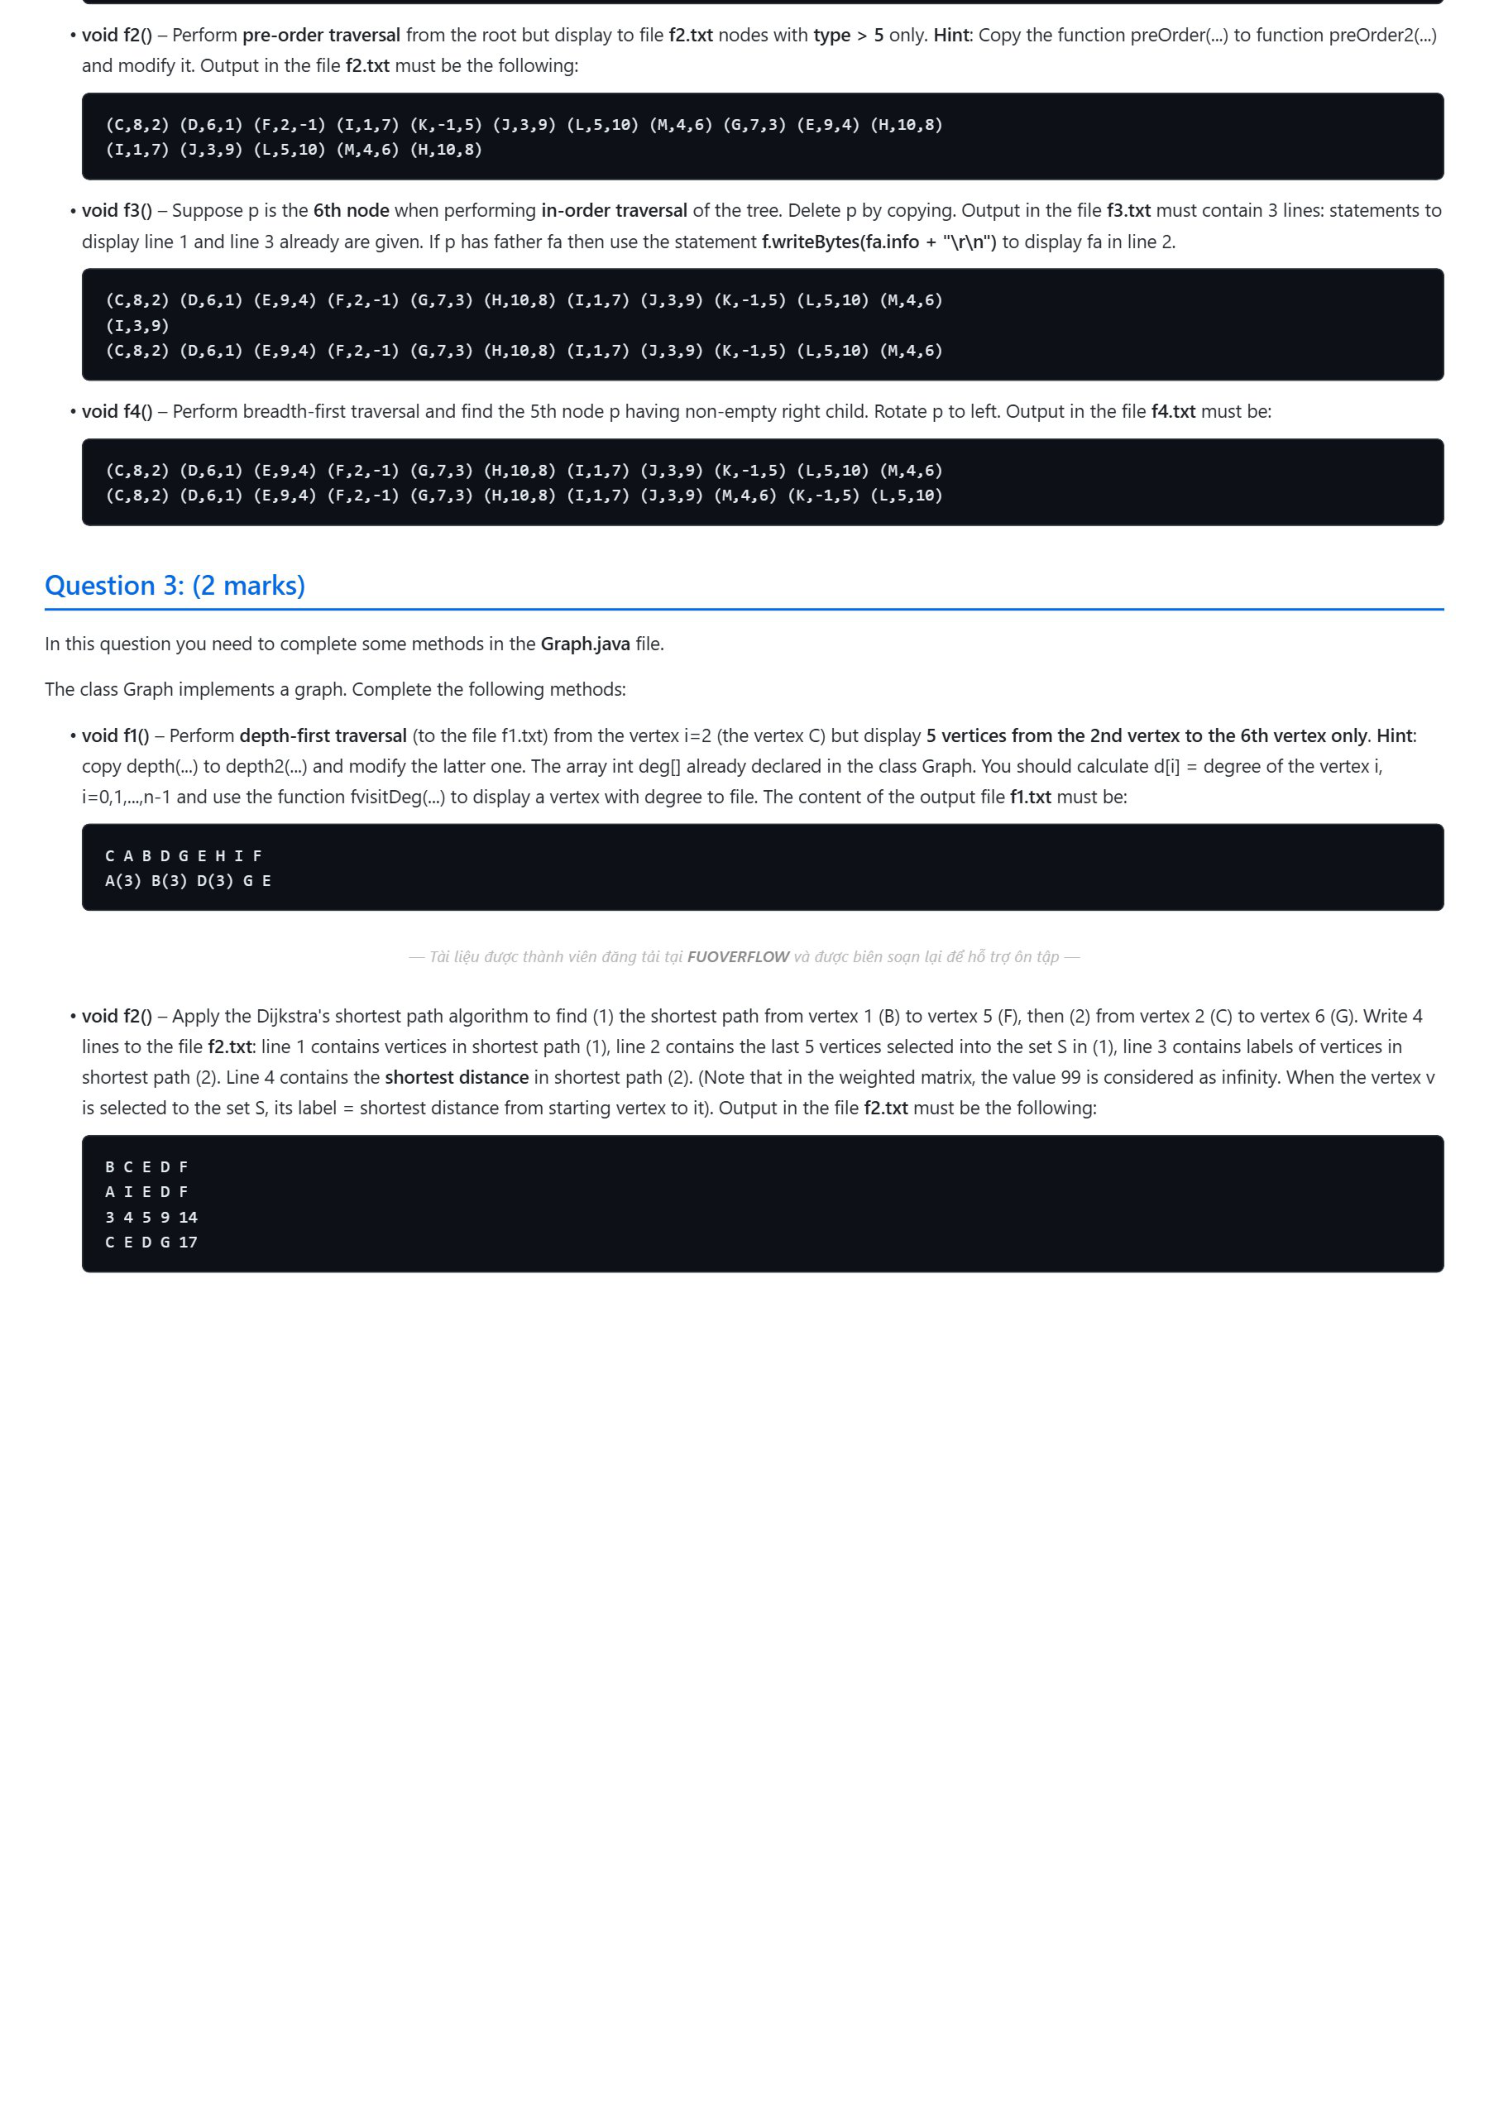 • void f2() – Perform pre-order traversal from the root but display to file f2.txt nodes with type > 5 only. Hint: Copy the function preOrder(...) to function preOrder2(...)
and modify it. Output in the file f2.txt must be the following:
(C,8,2) (D,6,1) (F,2,-1) (I,1,7) (K,-1,5) (J,3,9) (L,5,10) (M,4,6) (G,7,3) (E,9,4) (H,10,8)
(I,1,7) (J,3,9) (L,5,10) (M,4,6) (H,10,8)
• void f3() – Suppose p is the 6th node when performing in-order traversal of the tree. Delete p by copying. Output in the file f3.txt must contain 3 lines: statements to
display line 1 and line 3 already are given. If p has father fa then use the statement f.writeBytes(fa.info + "\r\n") to display fa in line 2.
(C,8,2) (D,6,1) (E,9,4) (F,2,-1) (G,7,3) (H,10,8) (I,1,7) (J,3,9) (K,-1,5) (L,5,10) (M,4,6)
(I,3,9)
(C,8,2) (D,6,1) (E,9,4) (F,2,-1) (G,7,3) (H,10,8) (I,1,7) (J,3,9) (K,-1,5) (L,5,10) (M,4,6)
• void f4() – Perform breadth-first traversal and find the 5th node p having non-empty right child. Rotate p to left. Output in the file f4.txt must be:
(C,8,2) (D,6,1) (E,9,4) (F,2,-1) (G,7,3) (H,10,8) (I,1,7) (J,3,9) (K,-1,5) (L,5,10) (M,4,6)
(C,8,2) (D,6,1) (E,9,4) (F,2,-1) (G,7,3) (H,10,8) (I,1,7) (J,3,9) (M,4,6) (K,-1,5) (L,5,10)
Question 3: (2 marks)
In this question you need to complete some methods in the Graph.java file.
The class Graph implements a graph. Complete the following methods:
• void f1() – Perform depth-first traversal (to the file f1.txt) from the vertex i=2 (the vertex C) but display 5 vertices from the 2nd vertex to the 6th vertex only. Hint:
copy depth(...) to depth2(...) and modify the latter one. The array int deg[] already declared in the class Graph. You should calculate d[i] = degree of the vertex i,
i=0,1,...,n-1 and use the function fvisitDeg(...) to display a vertex with degree to file. The content of the output file f1.txt must be:
C A B D G E H I F
A(3) B(3) D(3) G E
— Tài liệu được thành viên đăng tải tại FUOVERFLOW và được biên soạn lại để hỗ trợ ôn tập —
• void f2() – Apply the Dijkstra's shortest path algorithm to find (1) the shortest path from vertex 1 (B) to vertex 5 (F), then (2) from vertex 2 (C) to vertex 6 (G). Write 4
lines to the file f2.txt: line 1 contains vertices in shortest path (1), line 2 contains the last 5 vertices selected into the set S in (1), line 3 contains labels of vertices in
shortest path (2). Line 4 contains the shortest distance in shortest path (2). (Note that in the weighted matrix, the value 99 is considered as infinity. When the vertex v
is selected to the set S, its label = shortest distance from starting vertex to it). Output in the file f2.txt must be the following:
B C E D F
A I E D F
3 4 5 9 14
C E D G 17